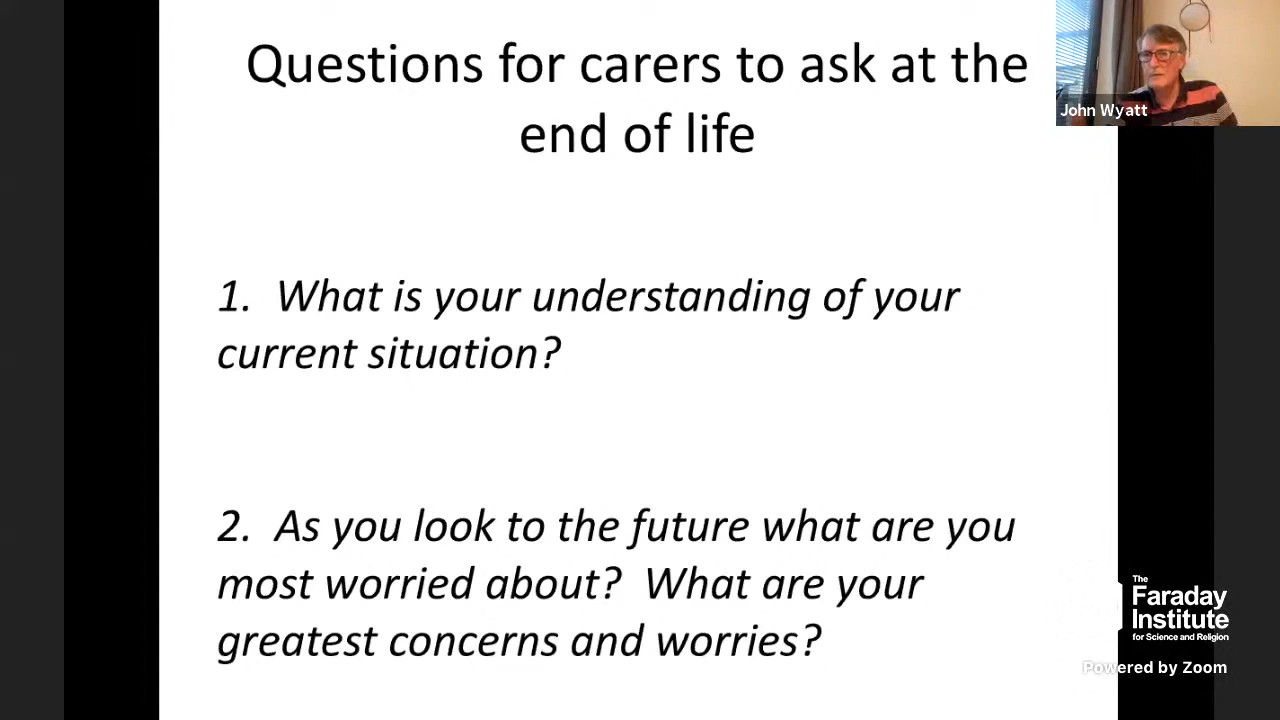 Questions for carers to ask at the
end of life
John Wyatt
1. What is your understanding of your
current situation?
2. As you look to the future what are you
most worried about? What are your
greatest concerns and worries?
The
Faraday
Institute
for Science and Religion
Powered by Zoom